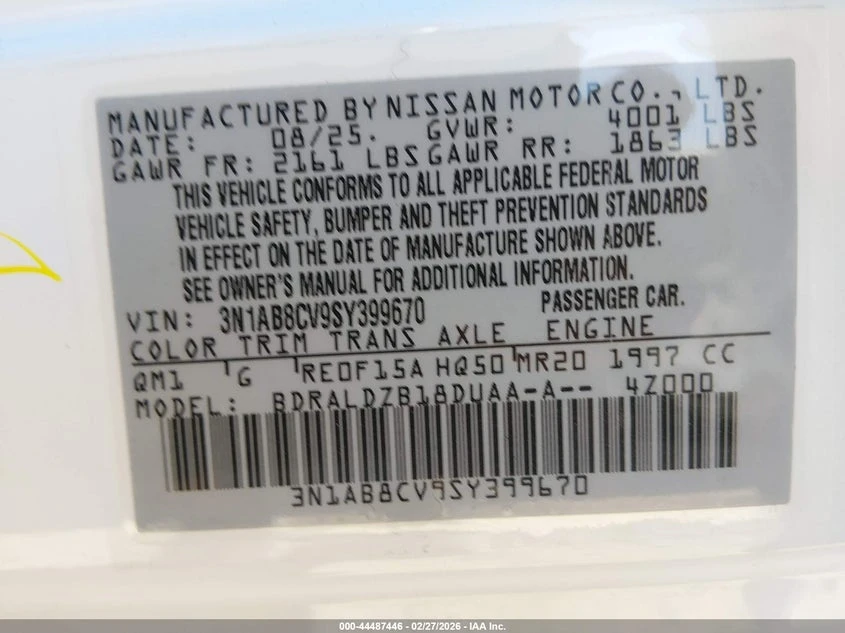 MANUFACTURED BY NISSAN MOTOR CO., LTD.
DATE: 08/25. GVWR: 4001 LBS
GAWR FR: 2161 LBS GAWR RR: 1863 LBS
THIS VEHICLE CONFORMS TO ALL APPLICABLE FEDERAL MOTOR
VEHICLE SAFETY, BUMPER AND THEFT PREVENTION STANDARDS
IN EFFECT ON THE DATE OF MANUFACTURE SHOWN ABOVE.
SEE OWNER'S MANUAL FOR ADDITIONAL INFORMATION.
VIN: 3N1AB8CV9SY399670 PASSENGER CAR.
COLOR TRIM TRANS AXLE ENGINE
QM1 G RE0F15A HQ50 MR20 1997 CC
MODEL: BDRALDZB18DUAA-A-- 4Z000
3N1AB8CV9SY399670
000-44487446 - 02/27/2026 - IAA Inc.